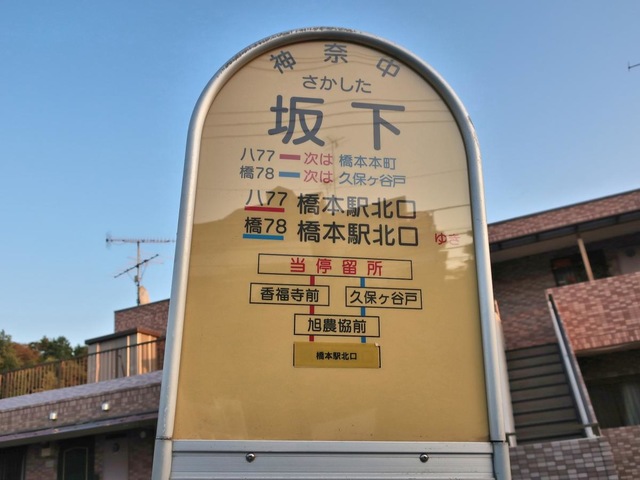 神奈中
さかした
坂下
八77 次は 橋本本町
橋78 次は 久保ヶ谷戸
八77 橋本駅北口
橋78 橋本駅北口 ゆき
当停留所
香福寺前 久保ヶ谷戸
旭農協前
橋本駅北口